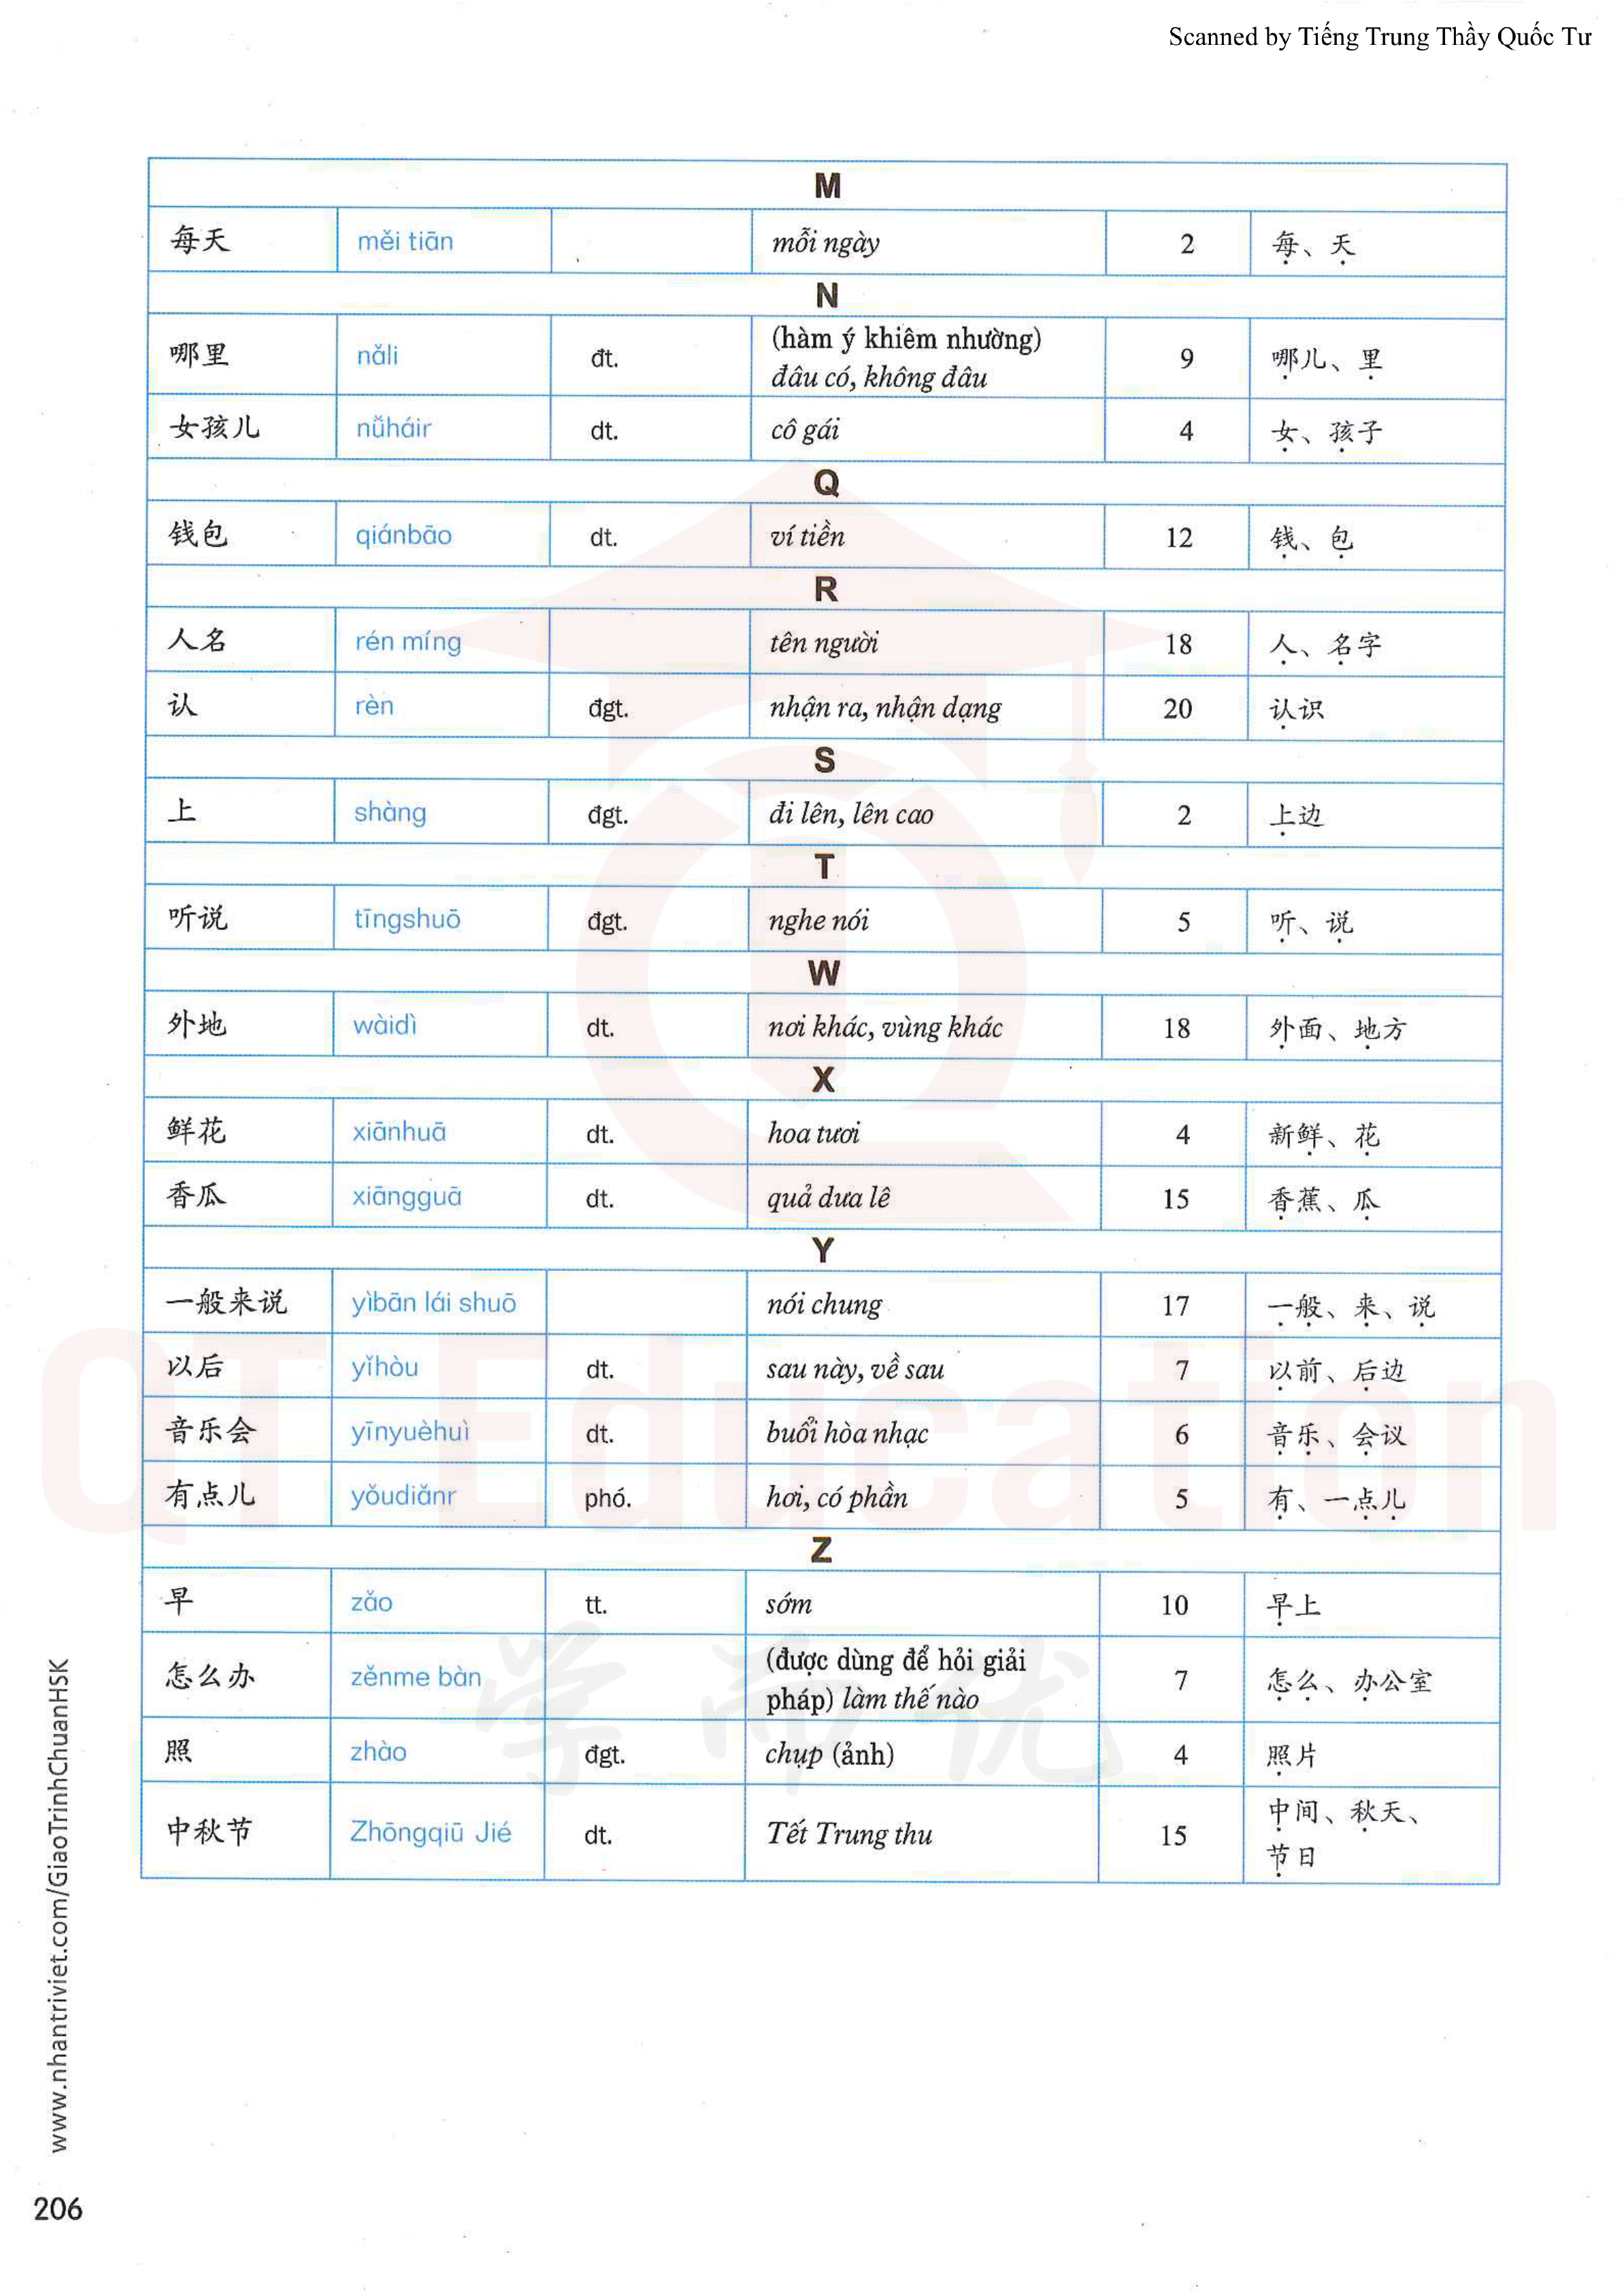 Scanned by Tiếng Trung Thầy Quốc Tư
M
每天 měi tiān mỗi ngày 2 每、天
N
哪里 nǎli đt. (hàm ý khiêm nhường) 9 哪儿、里
đâu có, không đâu
女孩儿 nǚháir dt. cô gái 4 女、孩子
Q
钱包 qiánbāo dt. ví tiền 12 钱、包
R
人名 rén míng tên người 18 人、名字
认 rèn đgt. nhận ra, nhận dạng 20 认识
S
上 shàng đgt. đi lên, lên cao 2 上边
T
听说 tīngshuō đgt. nghe nói 5 听、说
W
外地 wàidì dt. nơi khác, vùng khác 18 外面、地方
X
鲜花 xiānhuā dt. hoa tươi 4 新鲜、花
香瓜 xiāngguā dt. quả dưa lê 15 香蕉、瓜
Y
一般来说 yìbān lái shuō nói chung 17 一般、来、说
以后 yǐhòu dt. sau này, về sau 7 以前、后边
音乐会 yīnyuèhuì dt. buổi hòa nhạc 6 音乐、会议
有点儿 yǒudiǎnr phó. hơi, có phần 5 有、一点儿
Z
早 zǎo tt. sớm 10 早上
怎么办 zěnme bàn (được dùng để hỏi giải 7 怎么、办公室
pháp) làm thế nào
照 zhào đgt. chụp (ảnh) 4 照片
中秋节 Zhōngqiū Jié dt. Tết Trung thu 15 中间、秋天、
节日
QT Education
www.nhantriviet.com/GiaoTrinhChuanHSK
206